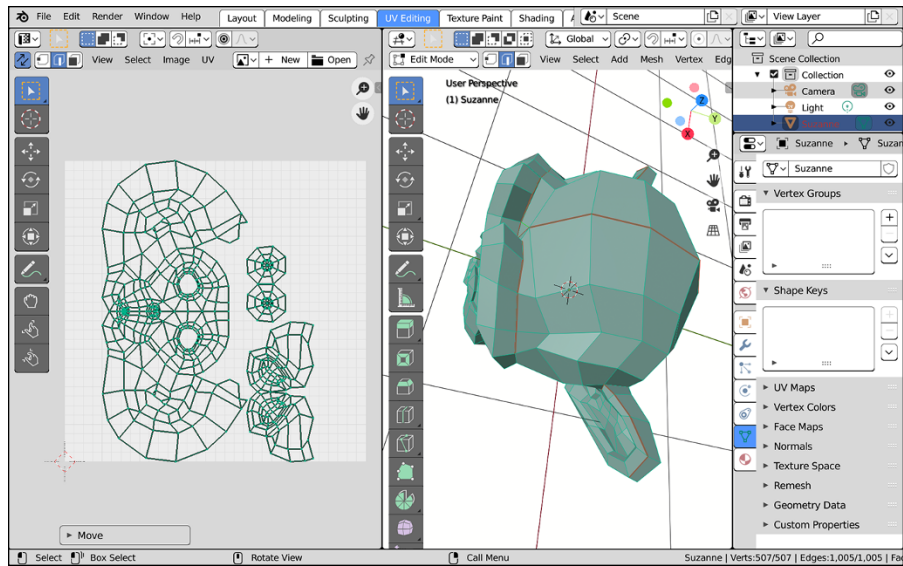 File Edit Render Window Help Layout Modeling Sculpting UV Editing Texture Paint Shading Scene View Layer
Global
View Select Image UV New Open Edit Mode View Select Add Mesh Vertex Edg
Scene Collection
Collection
Camera
Light
User Perspective
(1) Suzanne
Z
Y
X
Suzanne Suzan
Suzanne
Vertex Groups
Shape Keys
UV Maps
Vertex Colors
Face Maps
Normals
Texture Space
Remesh
Geometry Data
Custom Properties
Move
Select Box Select Rotate View Call Menu Suzanne | Verts:507/507 | Edges:1,005/1,005 | Fac